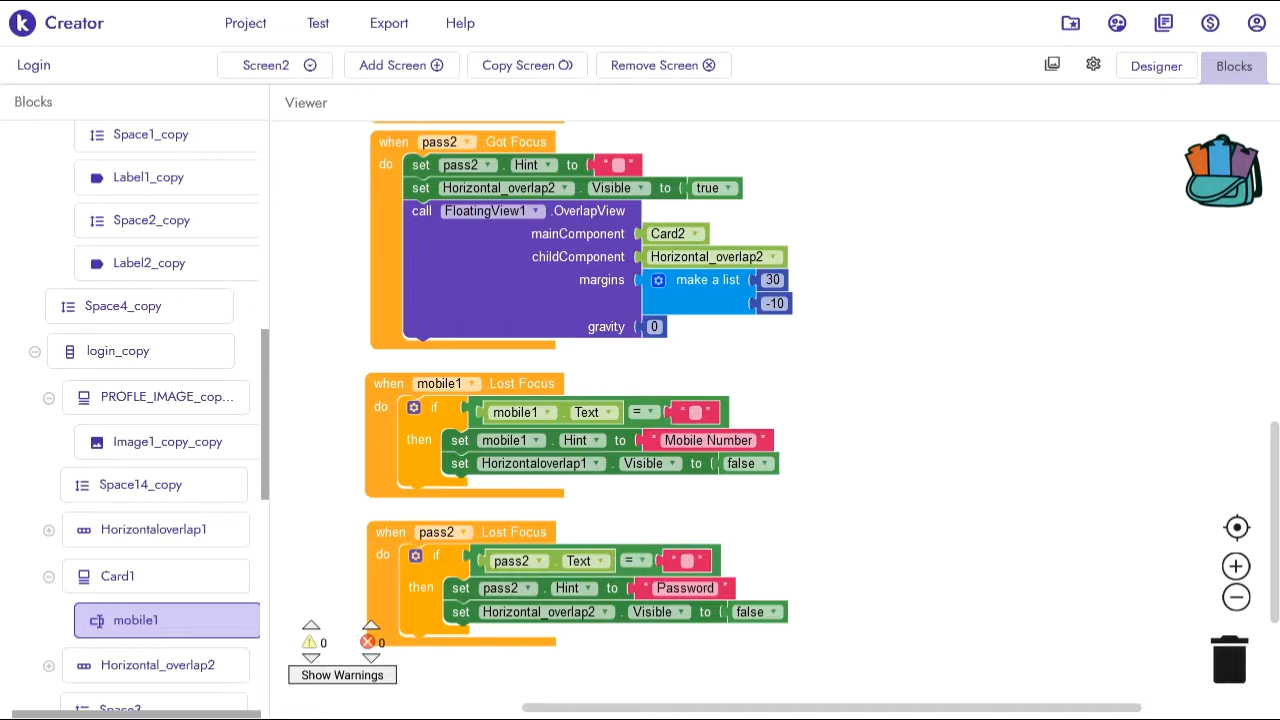 Creator
Project
Test
Export
Help
Login
Screen2
Add Screen
Copy Screen
Remove Screen
Designer
Blocks
Blocks
Viewer
Space1_copy
Label1_copy
Space2_copy
Label2_copy
Space4_copy
login_copy
PROFLE_IMAGE_cop...
Image1_copy_copy
Space14_copy
Horizontaloverlap1
Card1
mobile1
Horizontal_overlap2
Space3
when pass2 .Got Focus
do set pass2 . Hint to “ ”
set Horizontal_overlap2 . Visible to true
call FloatingView1 .OverlapView
mainComponent Card2
childComponent Horizontal_overlap2
margins make a list 30
-10
gravity 0
when mobile1 .Lost Focus
do if mobile1 . Text = “ ”
then set mobile1 . Hint to “ Mobile Number ”
set Horizontaloverlap1 . Visible to false
when pass2 .Lost Focus
do if pass2 . Text = “ ”
then set pass2 . Hint to “ Password ”
set Horizontal_overlap2 . Visible to false
0
0
Show Warnings